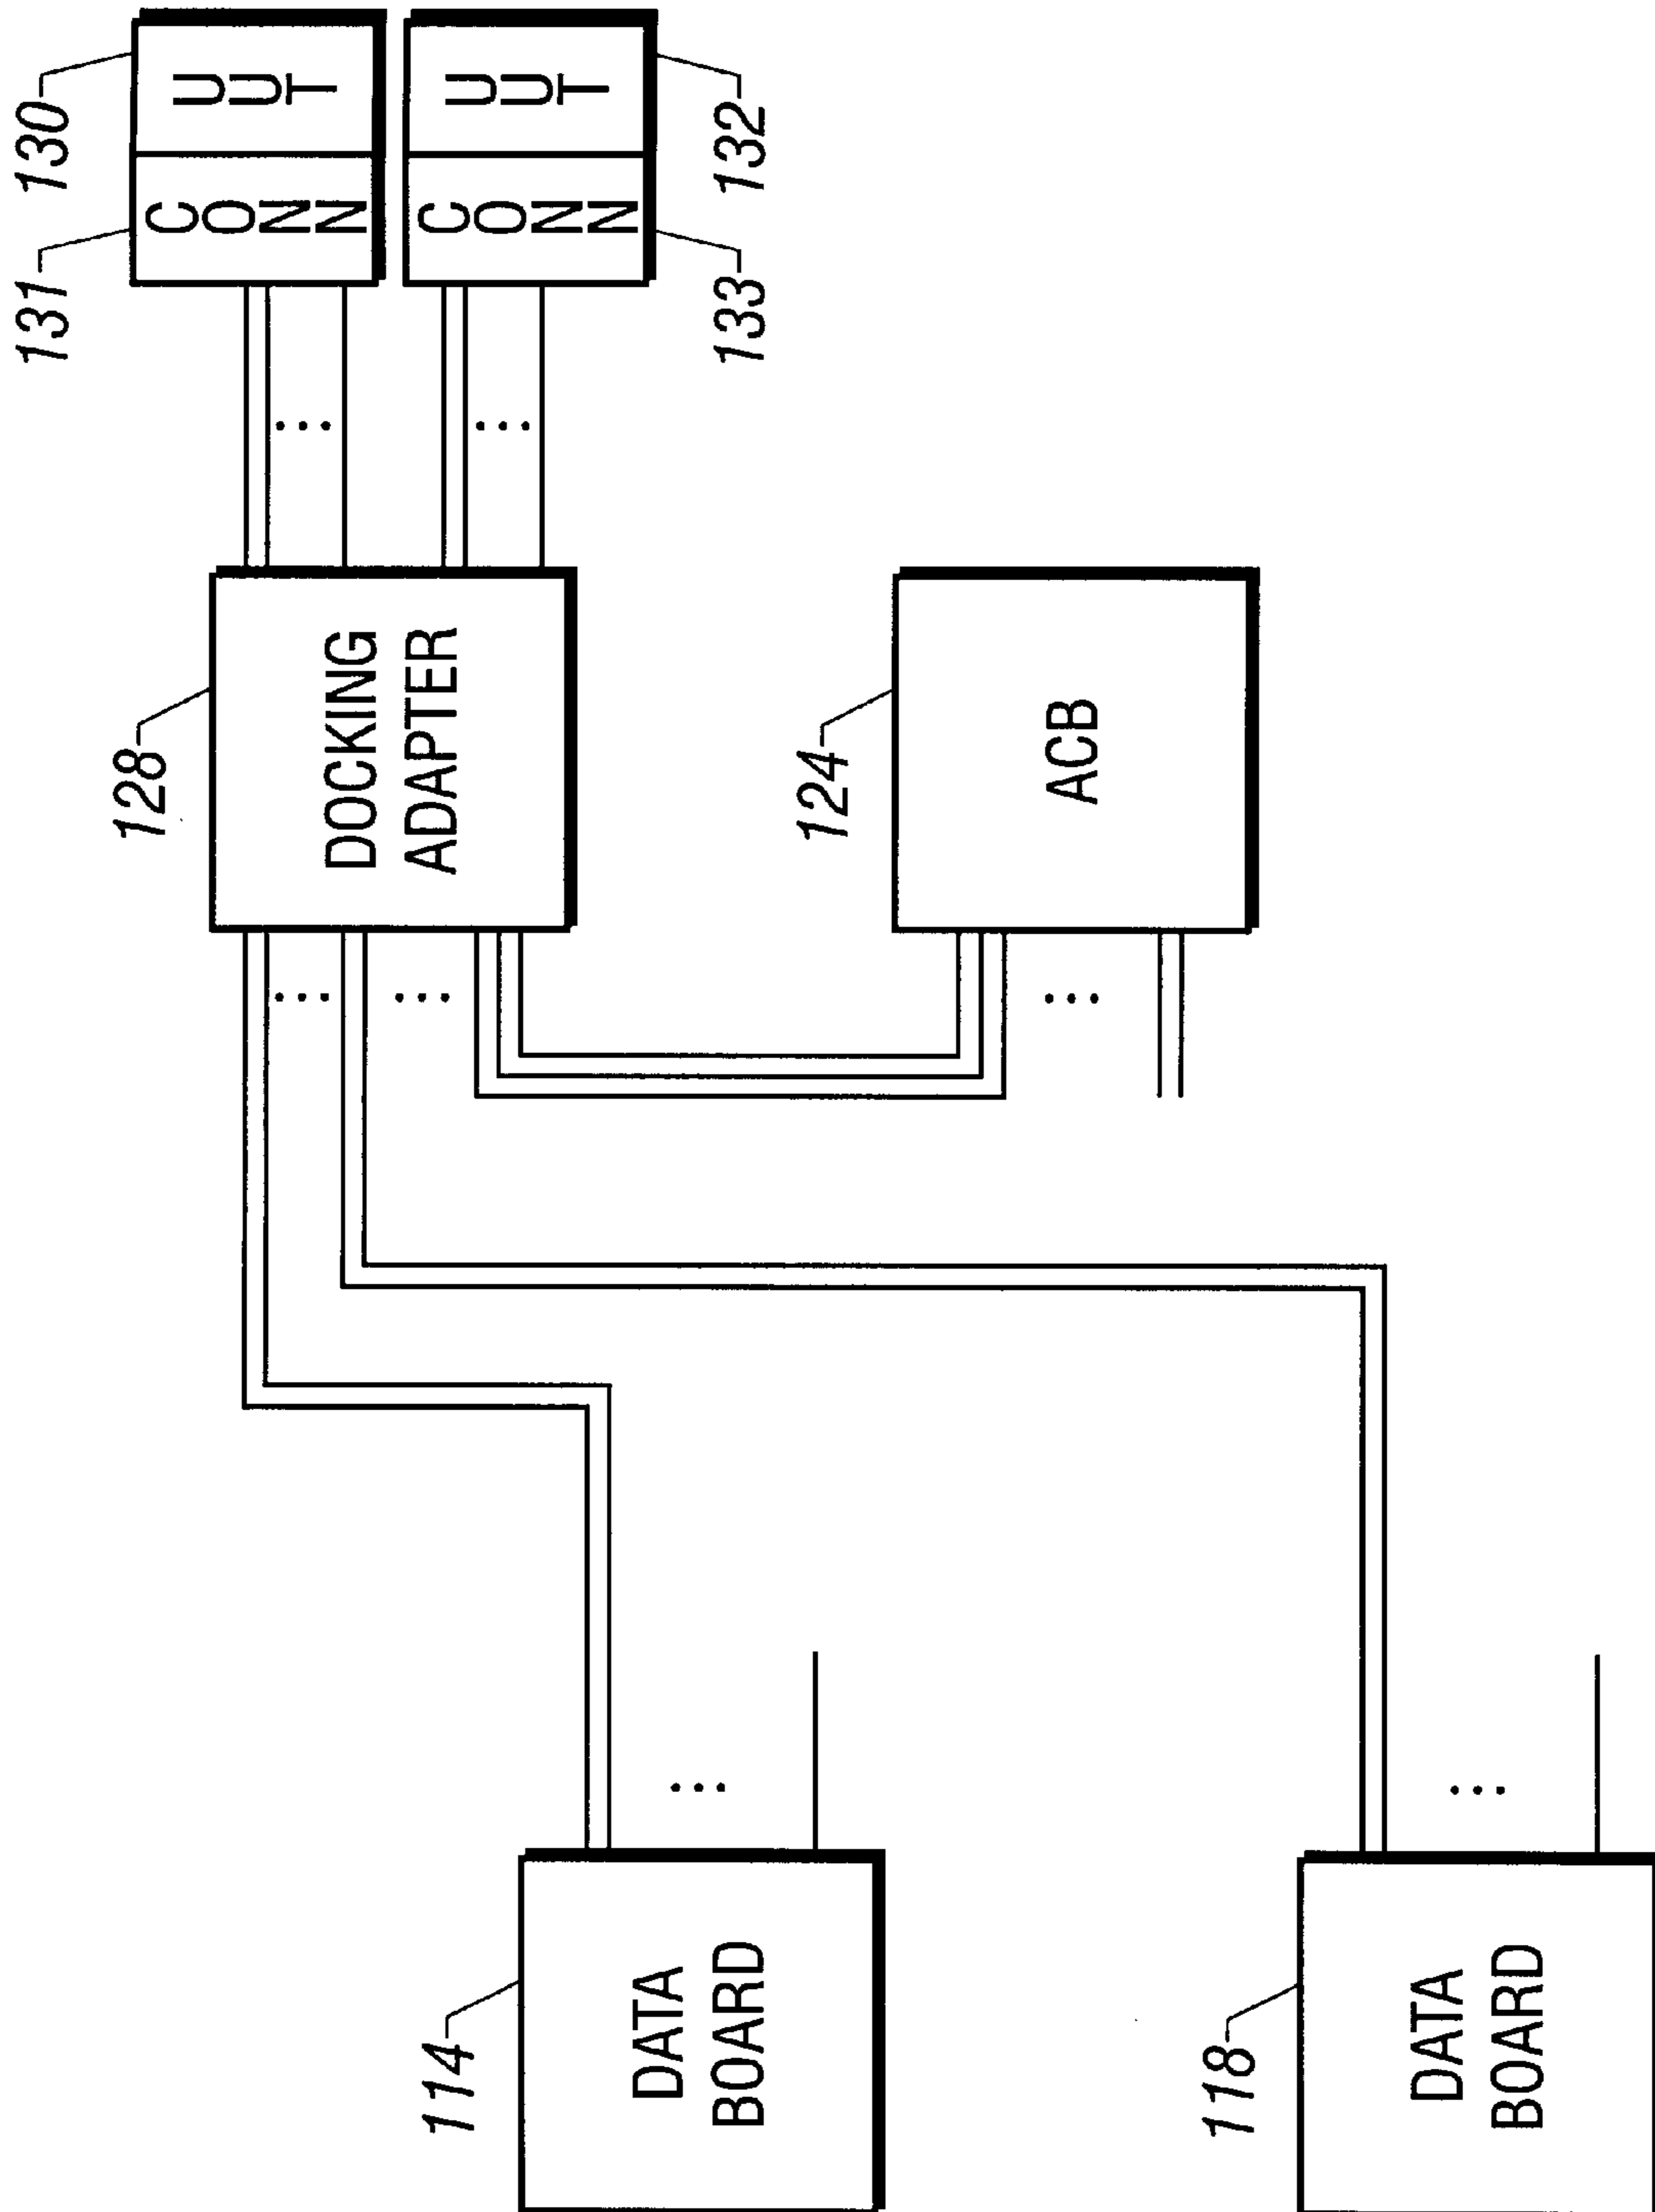 130
UUT
131
CONN
UUT
132
CONN
133
128
DOCKING
ADAPTER
...
...
...
...
124
ACB
...
114
DATA
BOARD
...
118
DATA
BOARD
...